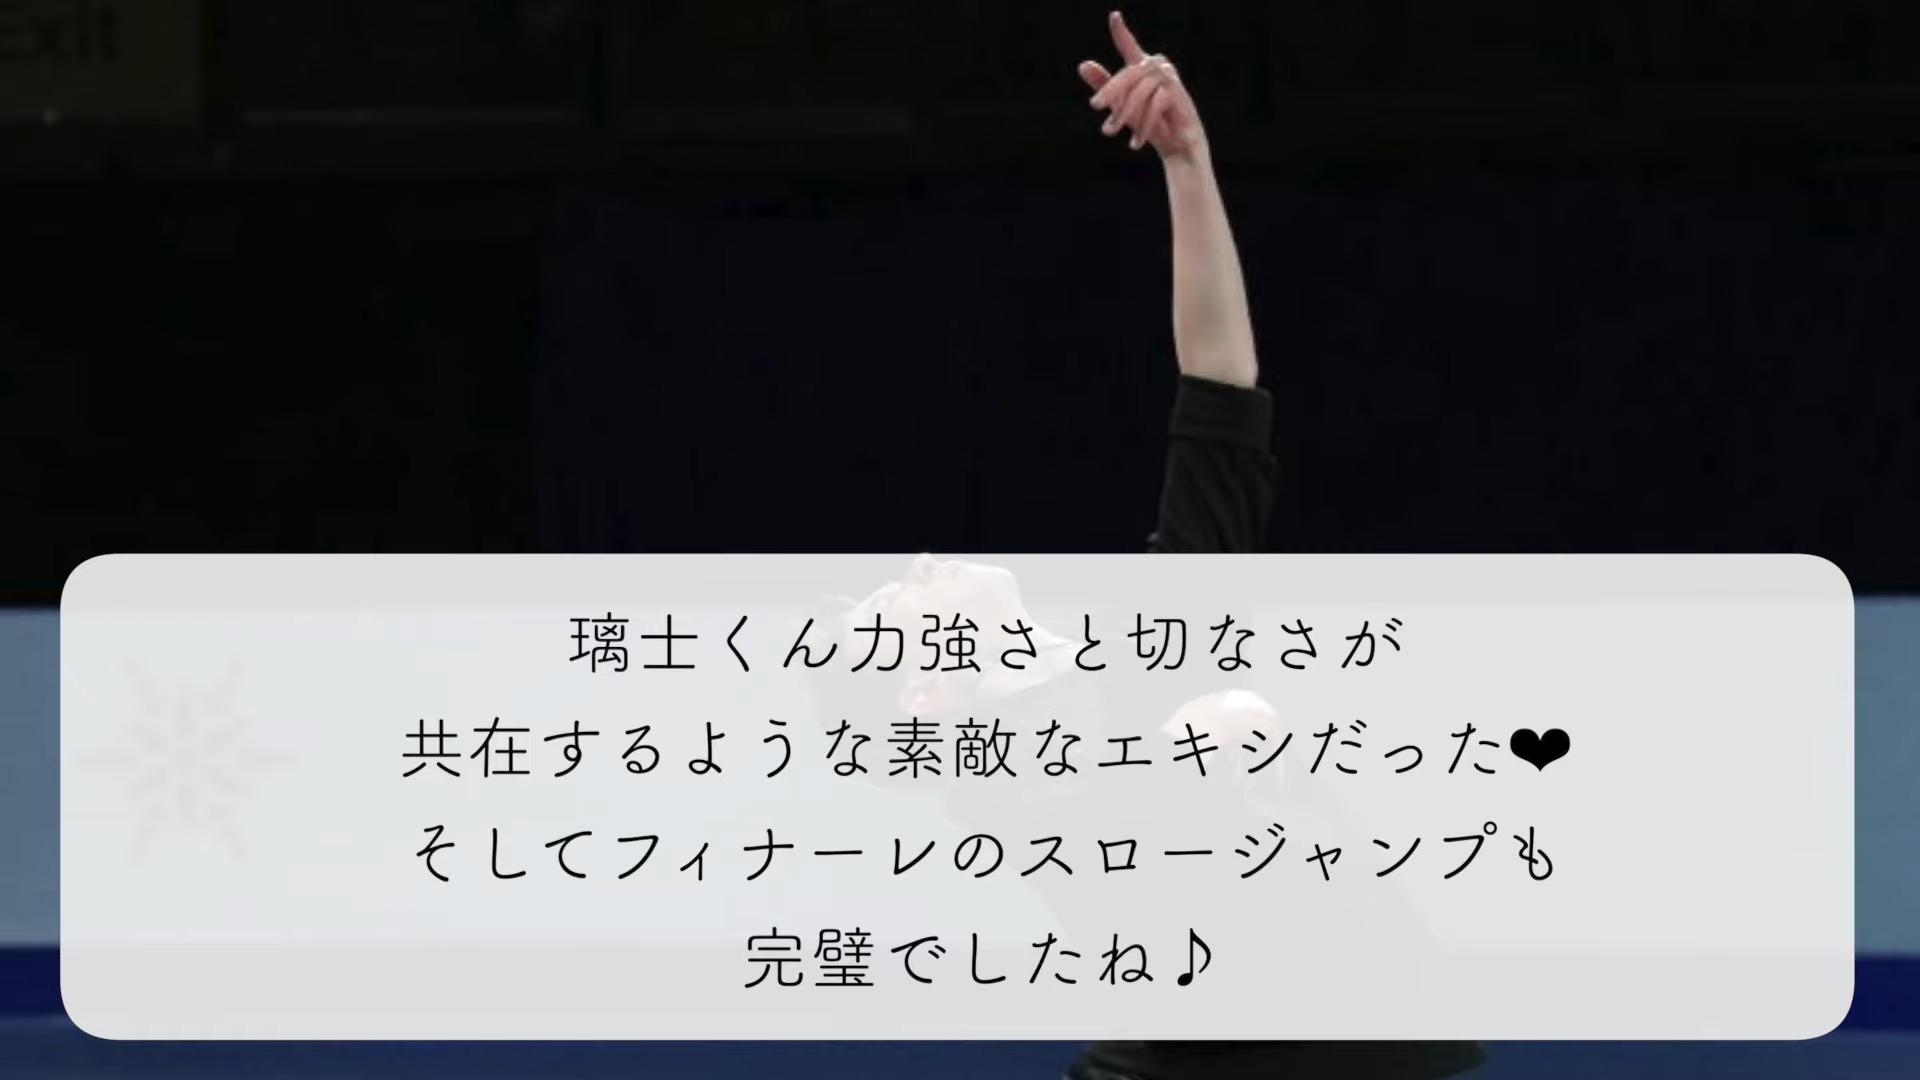 Exit
璃士くん力強さと切なさが
共在するような素敵なエキシだった❤
そしてフィナーレのスロージャンプも
完璧でしたね♪